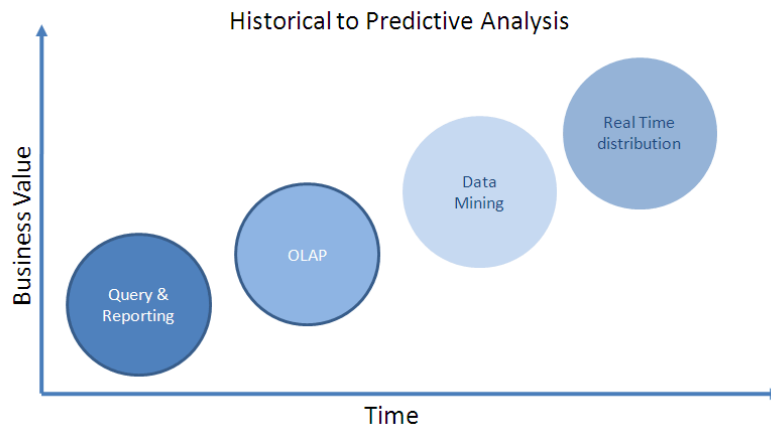 Historical to Predictive Analysis
Business Value
Query &
Reporting
OLAP
Data
Mining
Real Time
distribution
Time